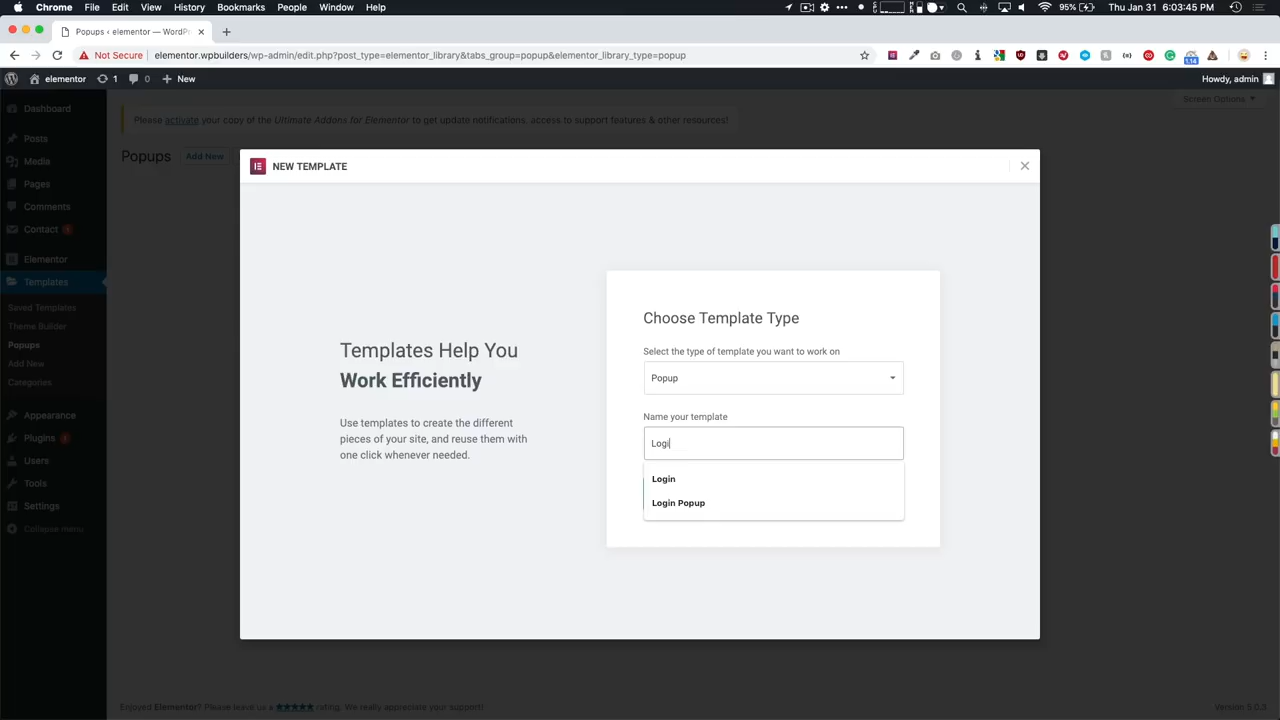 Chrome File Edit View History Bookmarks People Window Help
95% Thu Jan 31 6:03:45 PM
Popups ‹ elementor — WordPr
Not Secure elementor.wpbuilders/wp-admin/edit.php?post_type=elementor_library&tabs_group=popup&elementor_library_type=popup
1.14
elementor 1 0 New Howdy, admin
Dashboard
Posts
Media
Pages
Comments
Contact 1
Elementor
Templates
Saved Templates
Theme Builder
Popups
Add New
Categories
Appearance
Plugins 1
Users
Tools
Settings
Collapse menu
Screen Options
Please activate your copy of the Ultimate Addons for Elementor to get update notifications, access to support features & other resources!
Popups Add New
NEW TEMPLATE
Templates Help You
Work Efficiently
Use templates to create the different
pieces of your site, and reuse them with
one click whenever needed.
Choose Template Type
Select the type of template you want to work on
Popup
Name your template
Logi
Login
Login Popup
Enjoyed Elementor? Please leave us a ★★★★★ rating. We really appreciate your support!
Version 5.0.3